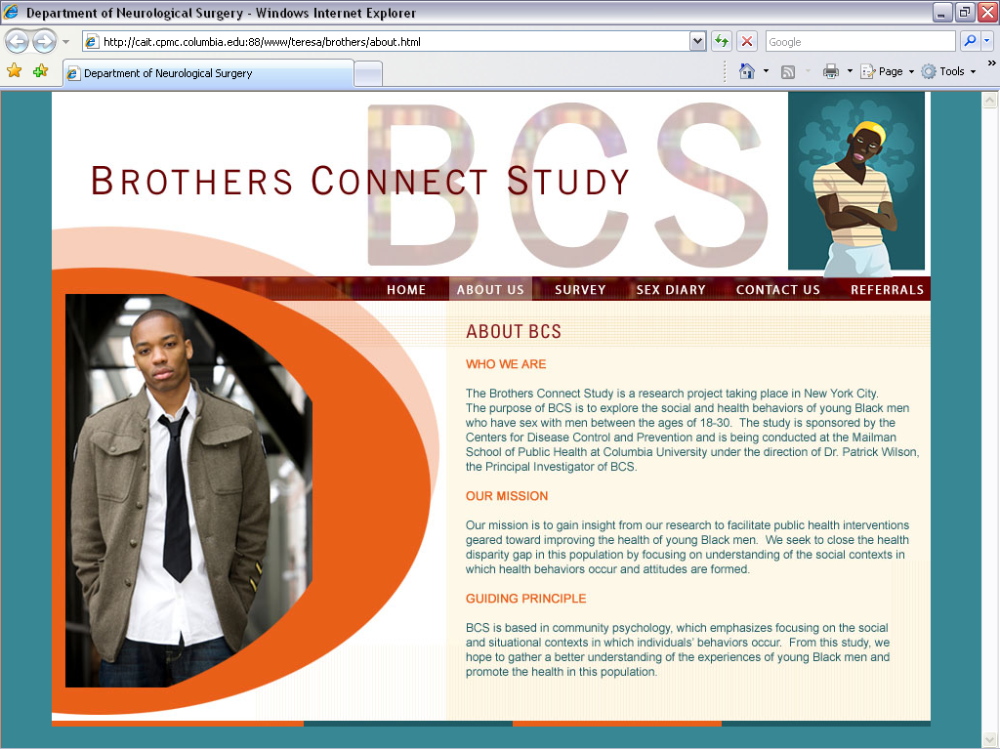 Department of Neurological Surgery - Windows Internet Explorer
http://cait.cpmc.columbia.edu:88/www/teresa/brothers/about.html
Google
Department of Neurological Surgery
Page
Tools
BCS
BROTHERS CONNECT STUDY
HOME
ABOUT US
SURVEY
SEX DIARY
CONTACT US
REFERRALS
ABOUT BCS
WHO WE ARE
The Brothers Connect Study is a research project taking place in New York City.
The purpose of BCS is to explore the social and health behaviors of young Black men
who have sex with men between the ages of 18-30.  The study is sponsored by the
Centers for Disease Control and Prevention and is being conducted at the Mailman
School of Public Health at Columbia University under the direction of Dr. Patrick Wilson,
the Principal Investigator of BCS.
OUR MISSION
Our mission is to gain insight from our research to facilitate public health interventions
geared toward improving the health of young Black men.  We seek to close the health
disparity gap in this population by focusing on understanding of the social contexts in
which health behaviors occur and attitudes are formed.
GUIDING PRINCIPLE
BCS is based in community psychology, which emphasizes focusing on the social
and situational contexts in which individuals' behaviors occur.  From this study, we
hope to gather a better understanding of the experiences of young Black men and
promote the health in this population.